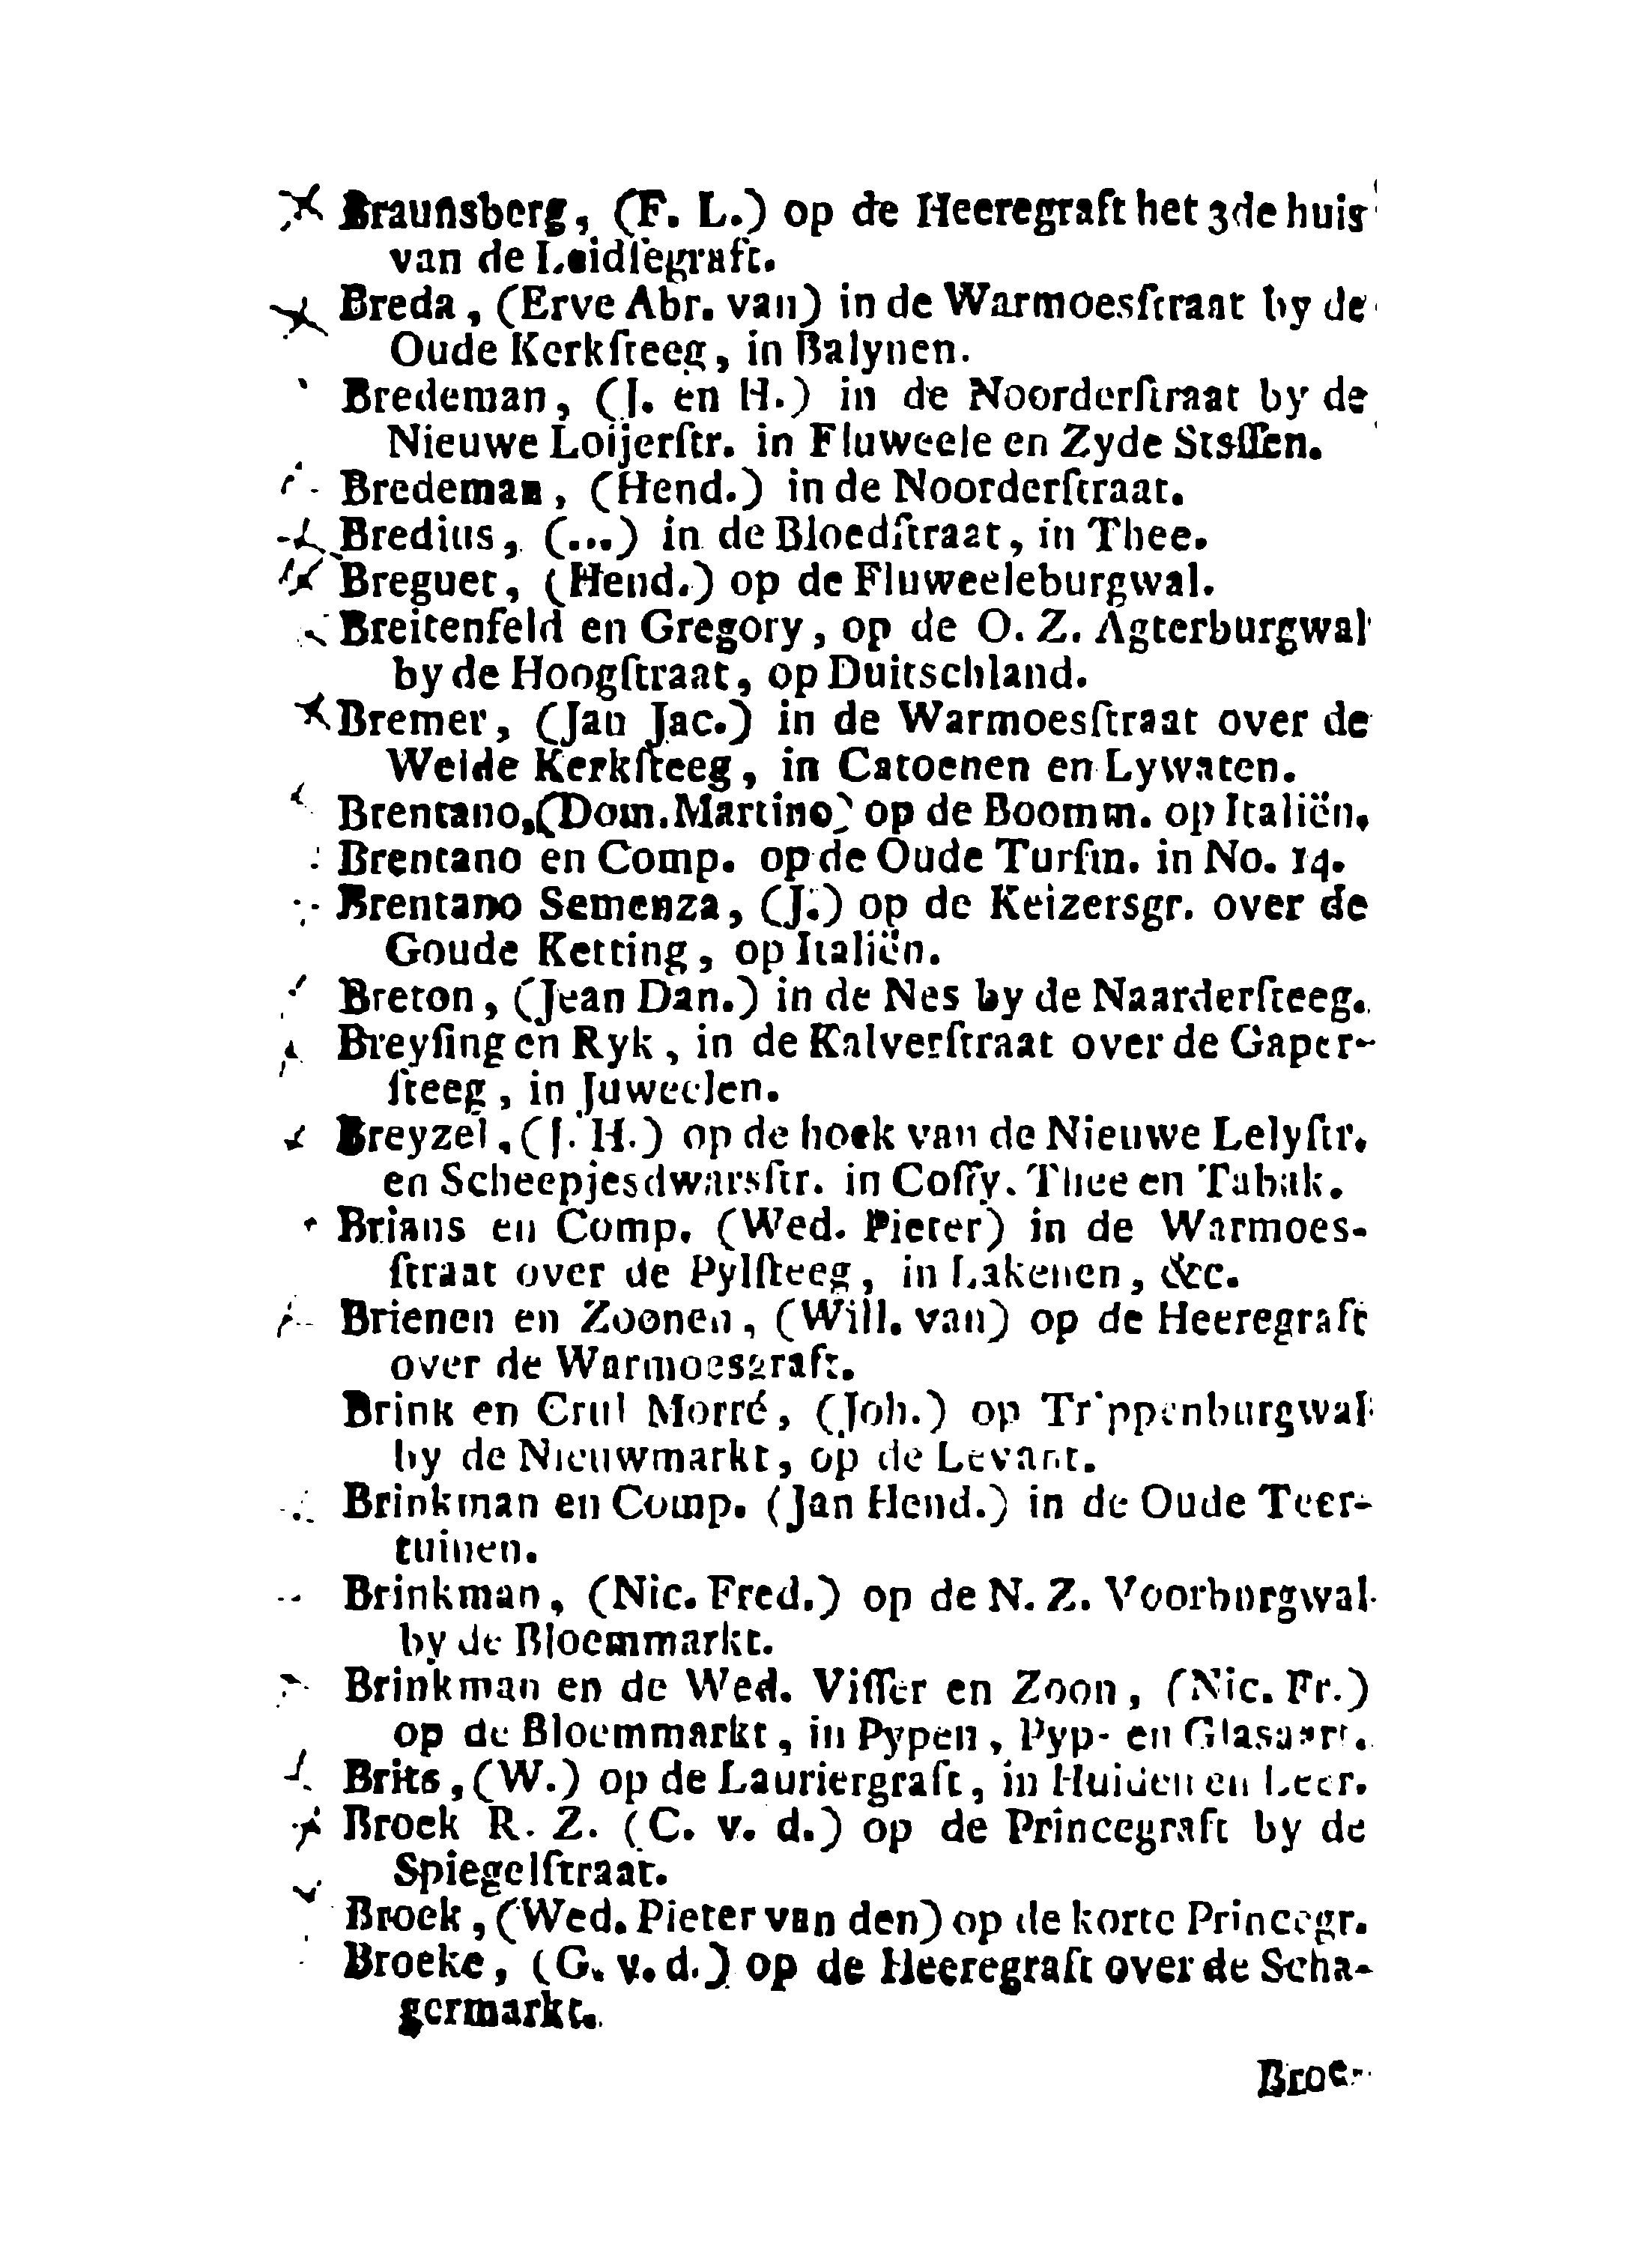 Braunsberg, (F. L.) op de Heeregraft het 3de huis
van de Leidſegraft.
Breda, (Erve Abr. van) in de Warmoesſtraat by de
Oude Kerkſteeg, in Balynen.
Bredeman, (J. en H.) in de Noorderſtraat by de
Nieuwe Loijerſtr. in Fluweele en Zyde Stsſſen.
Bredeman, (Hend.) in de Noorderſtraat.
Bredius, (...) in de Bloedſtraat, in Thee.
Breguet, (Hend.) op de Fluweeleburgwal.
Breitenfeld en Gregory, op de O. Z. Agterburgwal
by de Hoogſtraat, op Duitschland.
Bremer, (Jan Jac.) in de Warmoesſtraat over de
Weide Kerkſteeg, in Catoenen en Lywaten.
Brentano, (Dom. Martino) op de Boomm. op Italiën.
Brentano en Comp. op de Oude Turfm. in No. 14.
Brentano Semenza, (J.) op de Keizersgr. over de
Goude Ketting, op Italiën.
Breton, (Jean Dan.) in de Nes by de Naarderſteeg.
Breyſing en Ryk, in de Kalverſtraat over de Gaper-
ſteeg, in Juweelen.
Breyzel, (J. H.) op de hoek van de Nieuwe Lelyſtr.
en Scheepjesdwarsſtr. in Coffy. Thee en Tabak.
Brians en Comp. (Wed. Pieter) in de Warmoes-
ſtraat over de Pylſteeg, in Lakenen, &c.
Brienen en Zoonen, (Will. van) op de Heeregraft
over de Warmoesgraft.
Brink en Crul Morré, (Joh.) op Trippenburgwal
by de Nieuwmarkt, op de Levant.
Brinkman en Comp. (Jan Hend.) in de Oude Teer-
tuinen.
Brinkman, (Nic. Fred.) op de N. Z. Voorburgwal
by de Bloemmarkt.
Brinkman en de Wed. Viſſer en Zoon, (Nic. Fr.)
op de Bloemmarkt, in Pypen, Pyp- en Glasaart.
Brits, (W.) op de Lauriergraft, in Huiden en Leer.
Broek R. Z. (C. v. d.) op de Princegraft by de
Spiegelſtraat.
Broek, (Wed. Pieter van den) op de korte Princegr.
Broeke, (G. v. d.) op de Heeregraft over de Scha-
germarkt.
Broe-